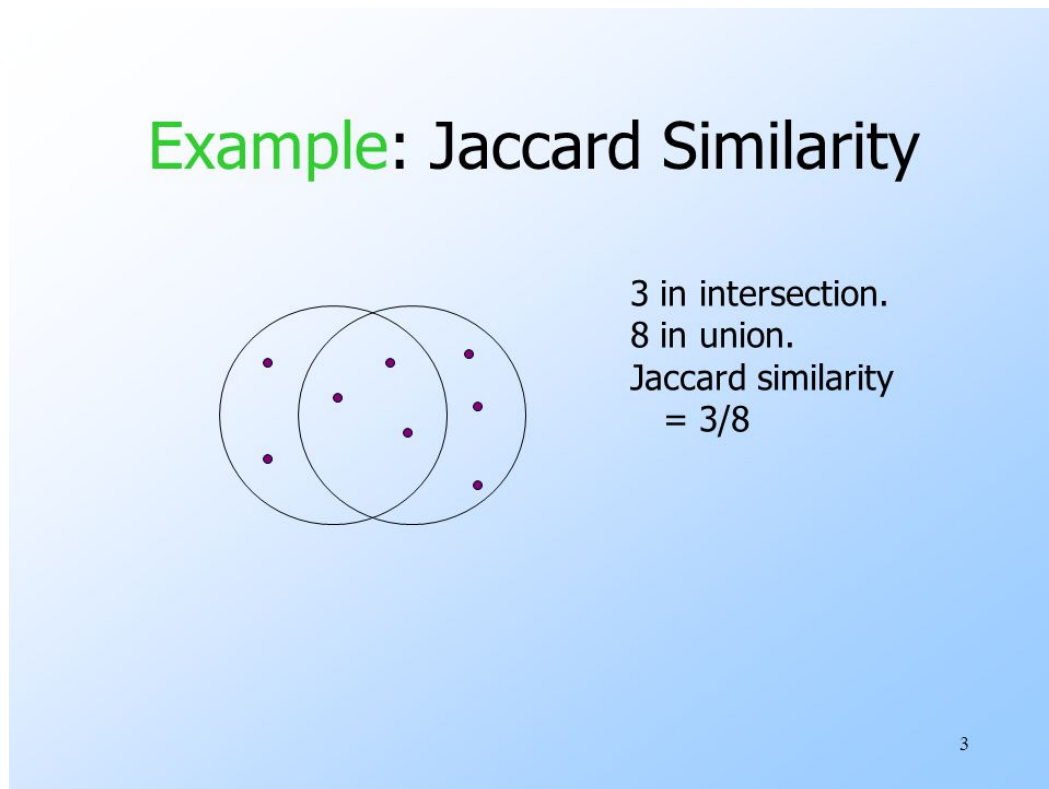 Example: Jaccard Similarity
3 in intersection.
8 in union.
Jaccard similarity
= 3/8
3